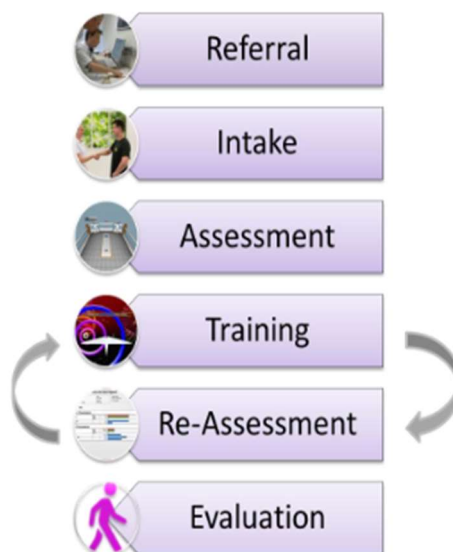 Referral
Intake
Assessment
Training
Re-Assessment
Evaluation